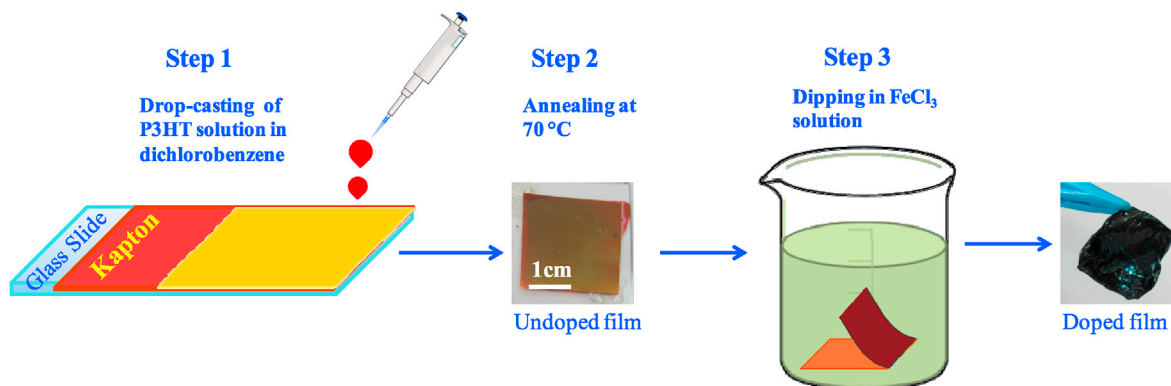 Step 1
Drop-casting of
P3HT solution in
dichlorobenzene
Glass Slide
Kapton
Step 2
Annealing at
70 °C
1cm
Undoped film
Step 3
Dipping in FeCl₃
solution
Doped film